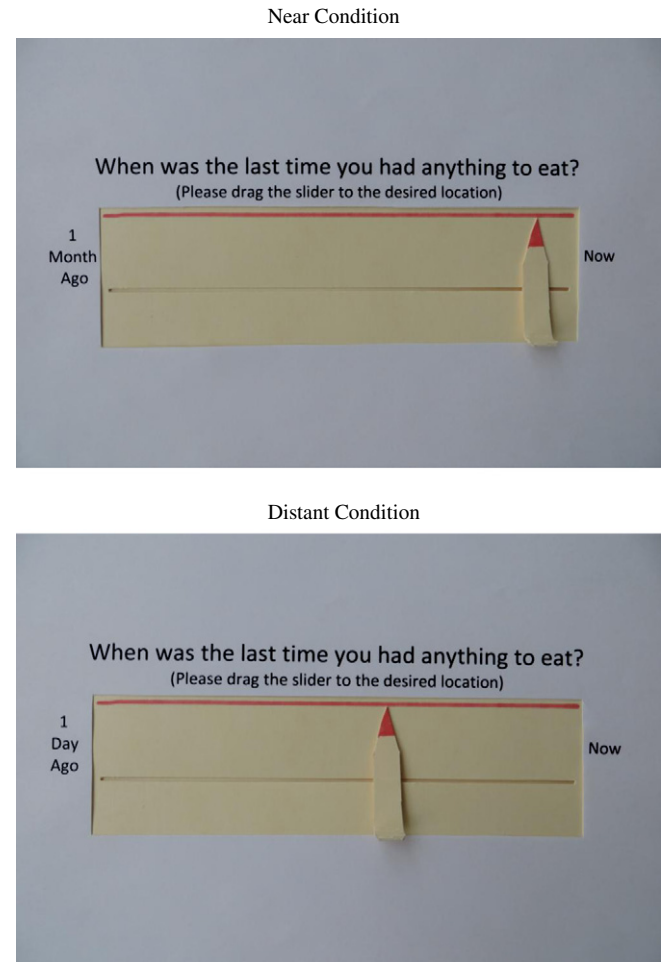 Near Condition
When was the last time you had anything to eat?
(Please drag the slider to the desired location)
1
Month
Ago
Now
Distant Condition
When was the last time you had anything to eat?
(Please drag the slider to the desired location)
1
Day
Ago
Now